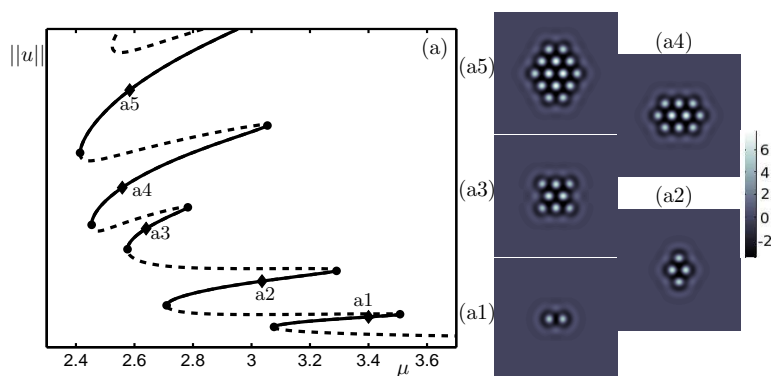 ||u||
(a)
a5
a4
a3
a2
a1
2.4 2.6 2.8 3 3.2 3.4 3.6
μ
(a5)
(a4)
(a3)
(a2)
(a1)
6
4
2
0
-2